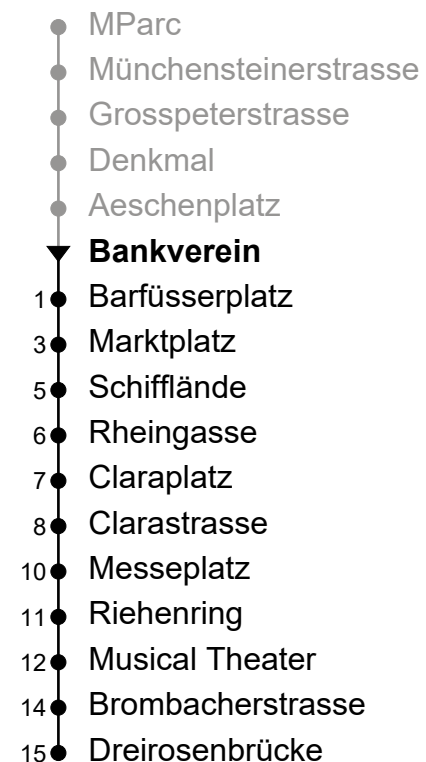 MParc
Münchensteinerstrasse
Grosspeterstrasse
Denkmal
Aeschenplatz
Bankverein
1 Barfüsserplatz
3 Marktplatz
5 Schifflände
6 Rheingasse
7 Claraplatz
8 Clarastrasse
10 Messeplatz
11 Riehenring
12 Musical Theater
14 Brombacherstrasse
15 Dreirosenbrücke